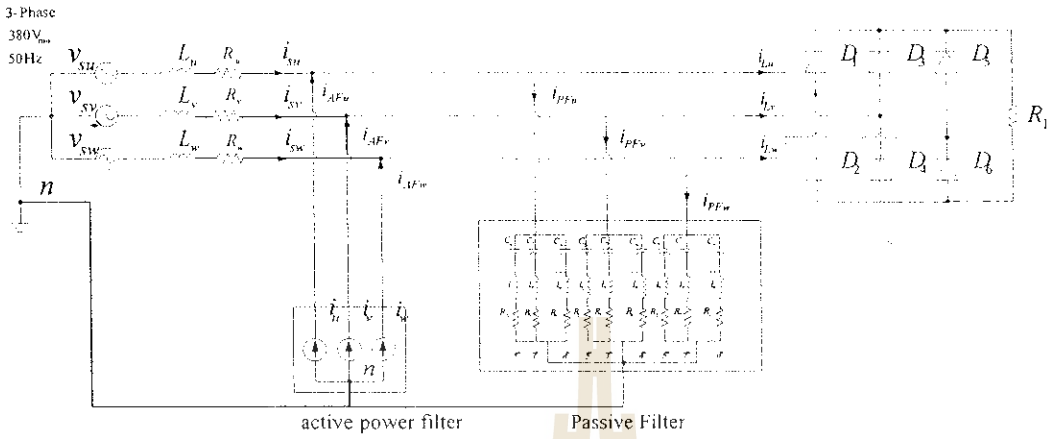 3-Phase
380V
50Hz
v_su L_u R_u i_su i_AFu i_PFu i_Lu D_1 D_3 D_5
v_sv L_v R_v i_sv i_AFv i_PFv i_Lv R_1
v_sw L_w R_w i_sw i_AFw i_PFw i_Lw D_2 D_4 D_6
n
i_u i_v i_w
n
active power filter Passive Filter